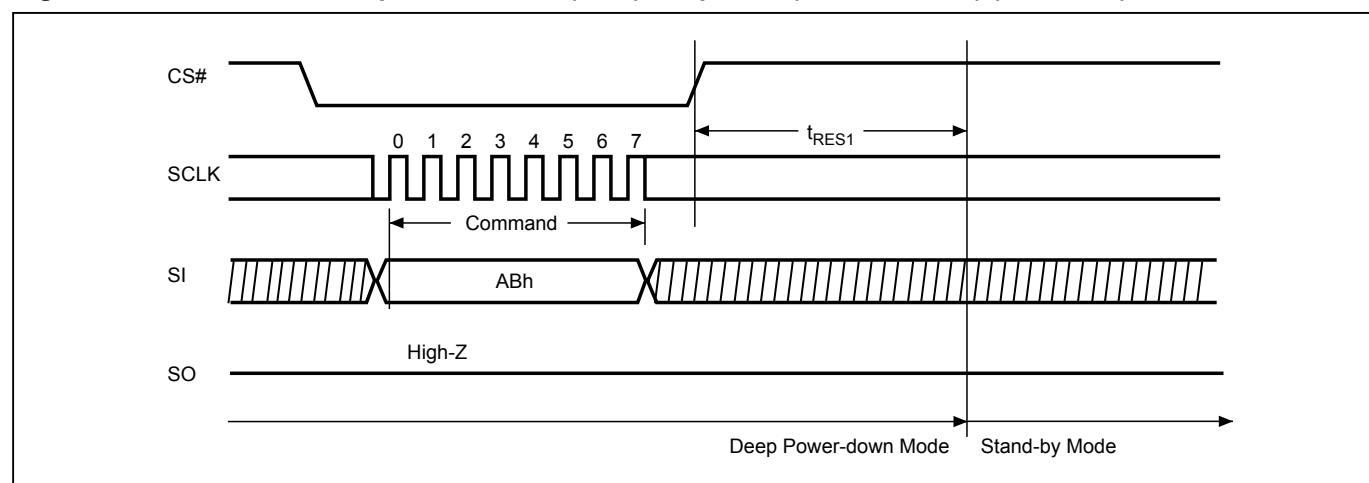 CS#
0 1 2 3 4 5 6 7
tRES1
SCLK
Command
SI
ABh
High-Z
SO
Deep Power-down Mode
Stand-by Mode